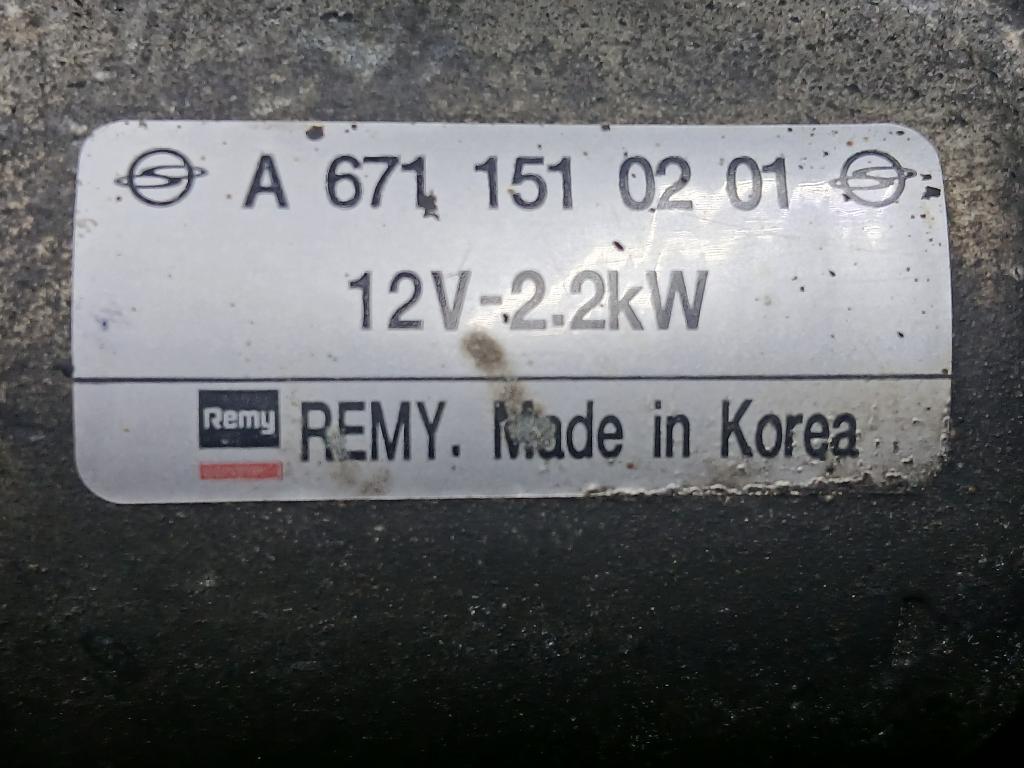 A 671 151 02 01
12V-2.2kW
Remy REMY. Made in Korea